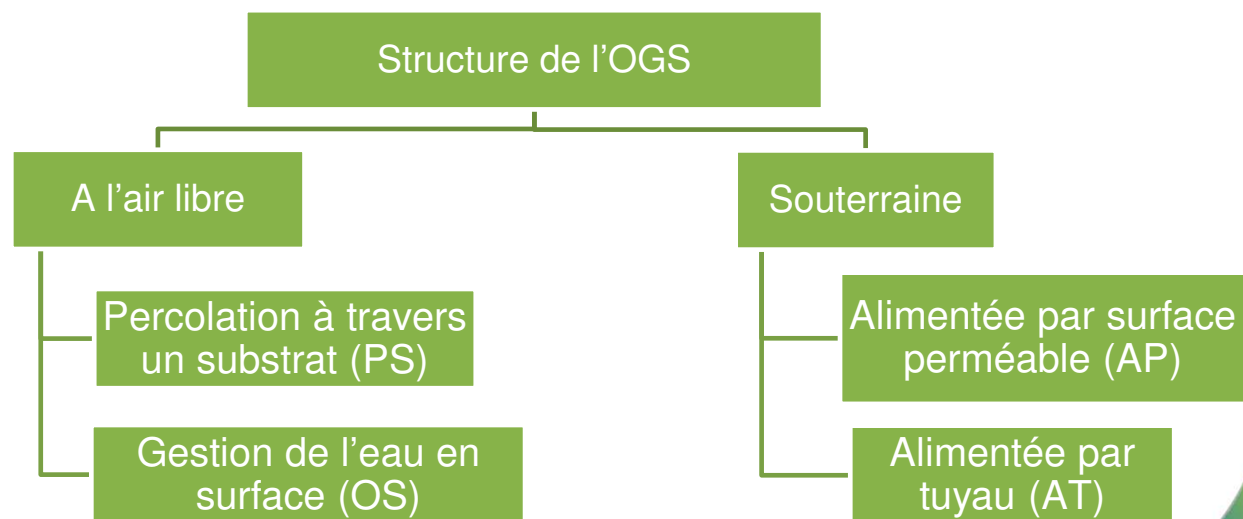 Structure de l’OGS
A l’air libre
Percolation à travers
un substrat (PS)
Gestion de l’eau en
surface (OS)
Souterraine
Alimentée par surface
perméable (AP)
Alimentée par
tuyau (AT)